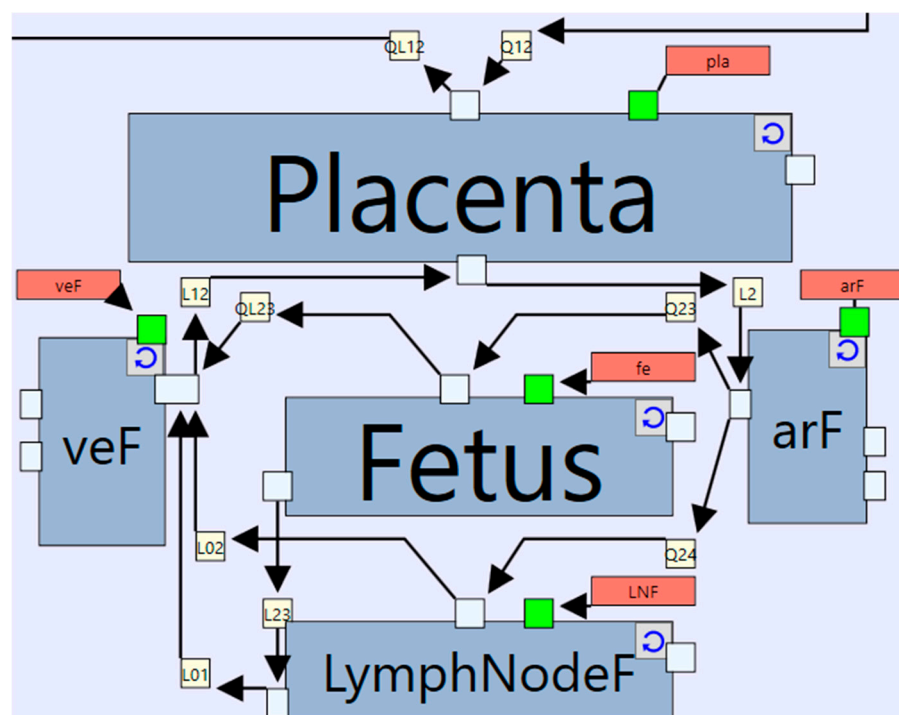 QL12
Q12
pla
Placenta
veF
L12
QL23
Q23
L2
arF
fe
veF
Fetus
arF
L02
Q24
LNF
L23
L01
LymphNodeF